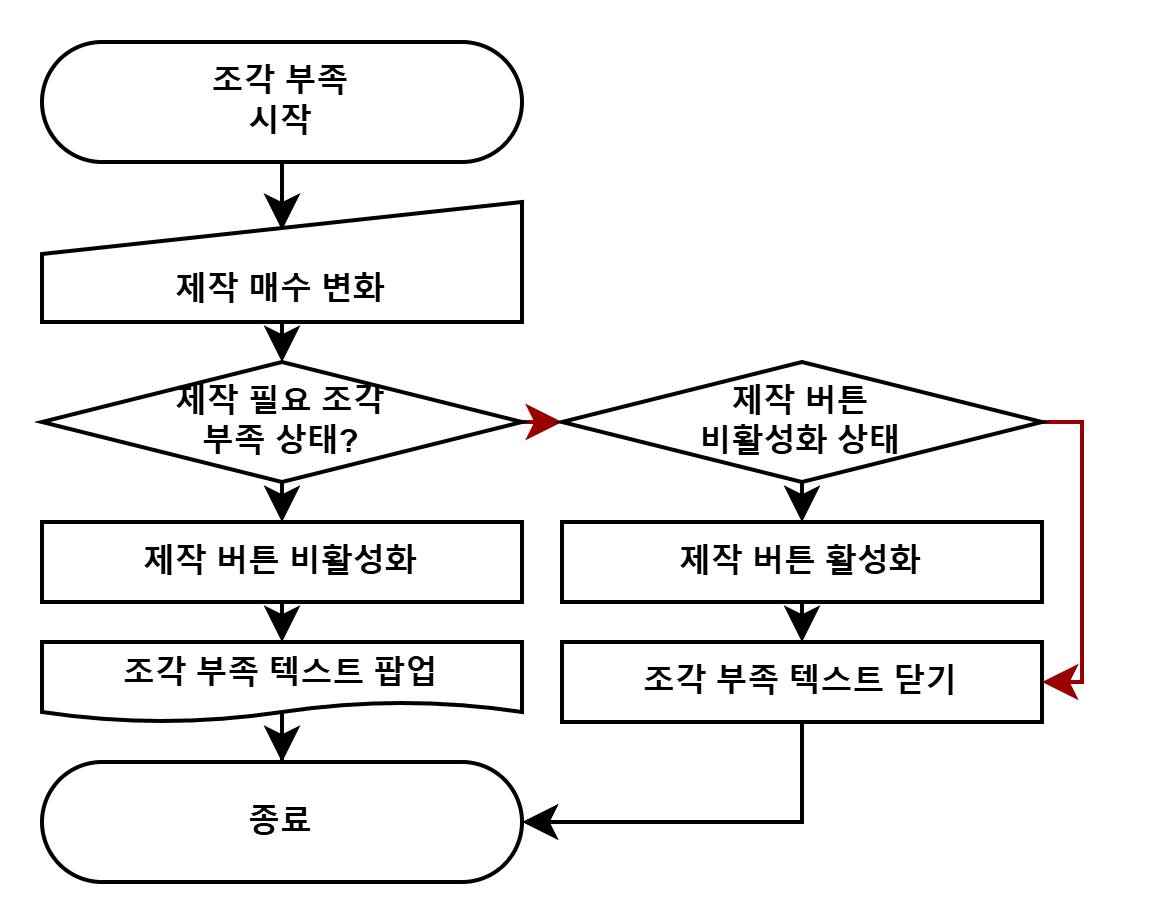 조각 부족
시작
제작 매수 변화
제작 필요 조각
부족 상태?
제작 버튼
비활성화 상태
제작 버튼 비활성화
제작 버튼 활성화
조각 부족 텍스트 팝업
조각 부족 텍스트 닫기
종료